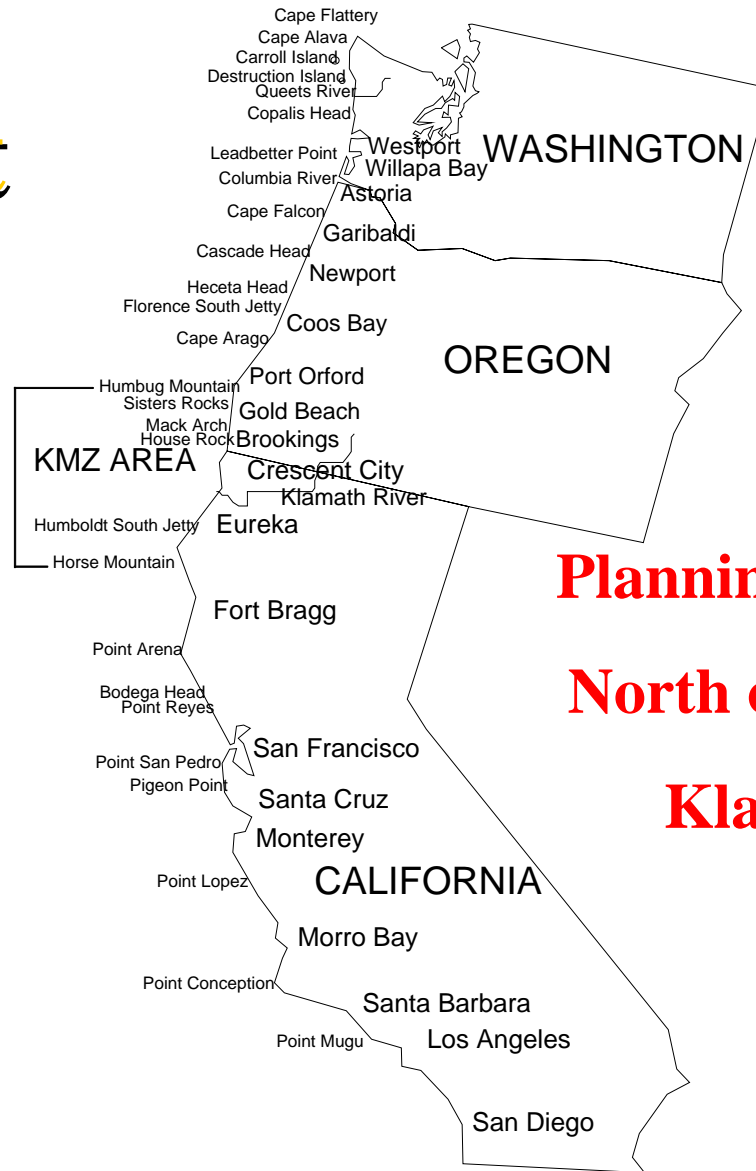 Cape Flattery
Cape Alava
Carroll Island
Destruction Island
Queets River
Copalis Head
Westport
WASHINGTON
Leadbetter Point
Willapa Bay
Columbia River
Astoria
Cape Falcon
Garibaldi
Cascade Head
Newport
Heceta Head
Florence South Jetty
Coos Bay
Cape Arago
OREGON
Port Orford
Humbug Mountain
Sisters Rocks
Gold Beach
Mack Arch
House Rock
Brookings
KMZ AREA
Crescent City
Klamath River
Humboldt South Jetty
Eureka
Horse Mountain
Fort Bragg
Point Arena
Bodega Head
Point Reyes
San Francisco
Point San Pedro
Pigeon Point
Santa Cruz
Monterey
Point Lopez
CALIFORNIA
Morro Bay
Point Conception
Santa Barbara
Point Mugu
Los Angeles
San Diego
t
Plannin
North
Kla